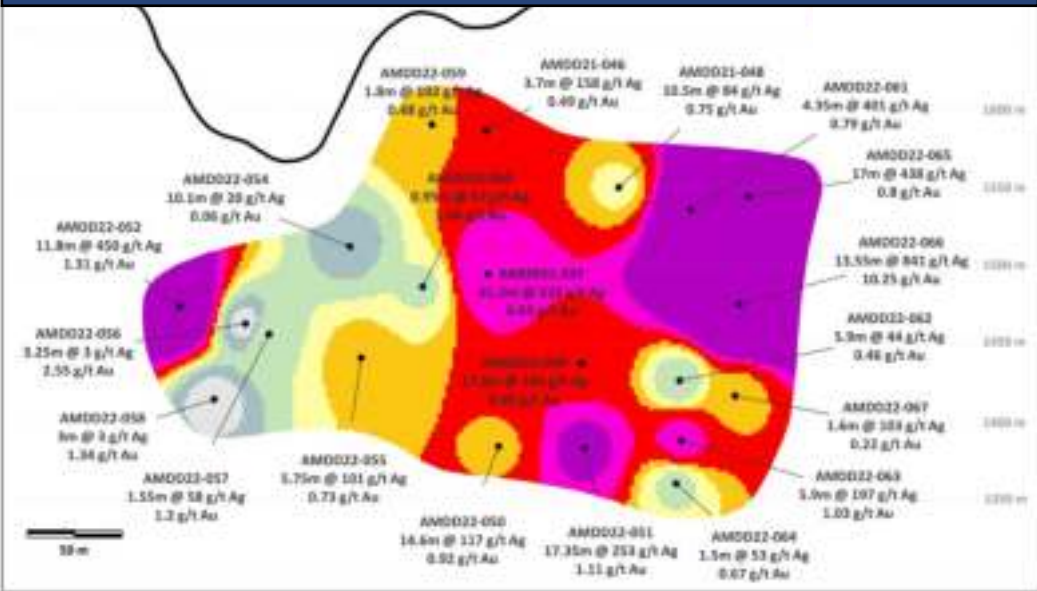 AMDD22-059
1.8m @ 102 g/t Ag
0.48 g/t Au
AMDD21-046
3.7m @ 158 g/t Ag
0.49 g/t Au
AMDD21-048
10.5m @ 84 g/t Ag
0.75 g/t Au
AMDD22-061
4.35m @ 401 g/t Ag
0.79 g/t Au
AMDD22-065
17m @ 438 g/t Ag
0.8 g/t Au
AMDD22-054
10.1m @ 20 g/t Ag
0.06 g/t Au
AMDD22-052
11.8m @ 450 g/t Ag
1.31 g/t Au
AMDD22-066
13.55m @ 841 g/t Ag
10.25 g/t Au
AMDD22-056
3.25m @ 3 g/t Ag
2.55 g/t Au
AMDD22-062
5.9m @ 44 g/t Ag
0.46 g/t Au
AMDD22-058
3m @ 3 g/t Ag
1.34 g/t Au
AMDD22-067
1.6m @ 103 g/t Ag
0.22 g/t Au
AMDD22-057
1.55m @ 58 g/t Ag
1.2 g/t Au
AMDD22-055
5.75m @ 101 g/t Ag
0.73 g/t Au
AMDD22-063
5.9m @ 197 g/t Ag
1.03 g/t Au
AMDD22-050
14.6m @ 117 g/t Ag
0.92 g/t Au
AMDD22-051
17.35m @ 253 g/t Ag
1.11 g/t Au
AMDD22-064
1.5m @ 53 g/t Ag
0.67 g/t Au
50 m